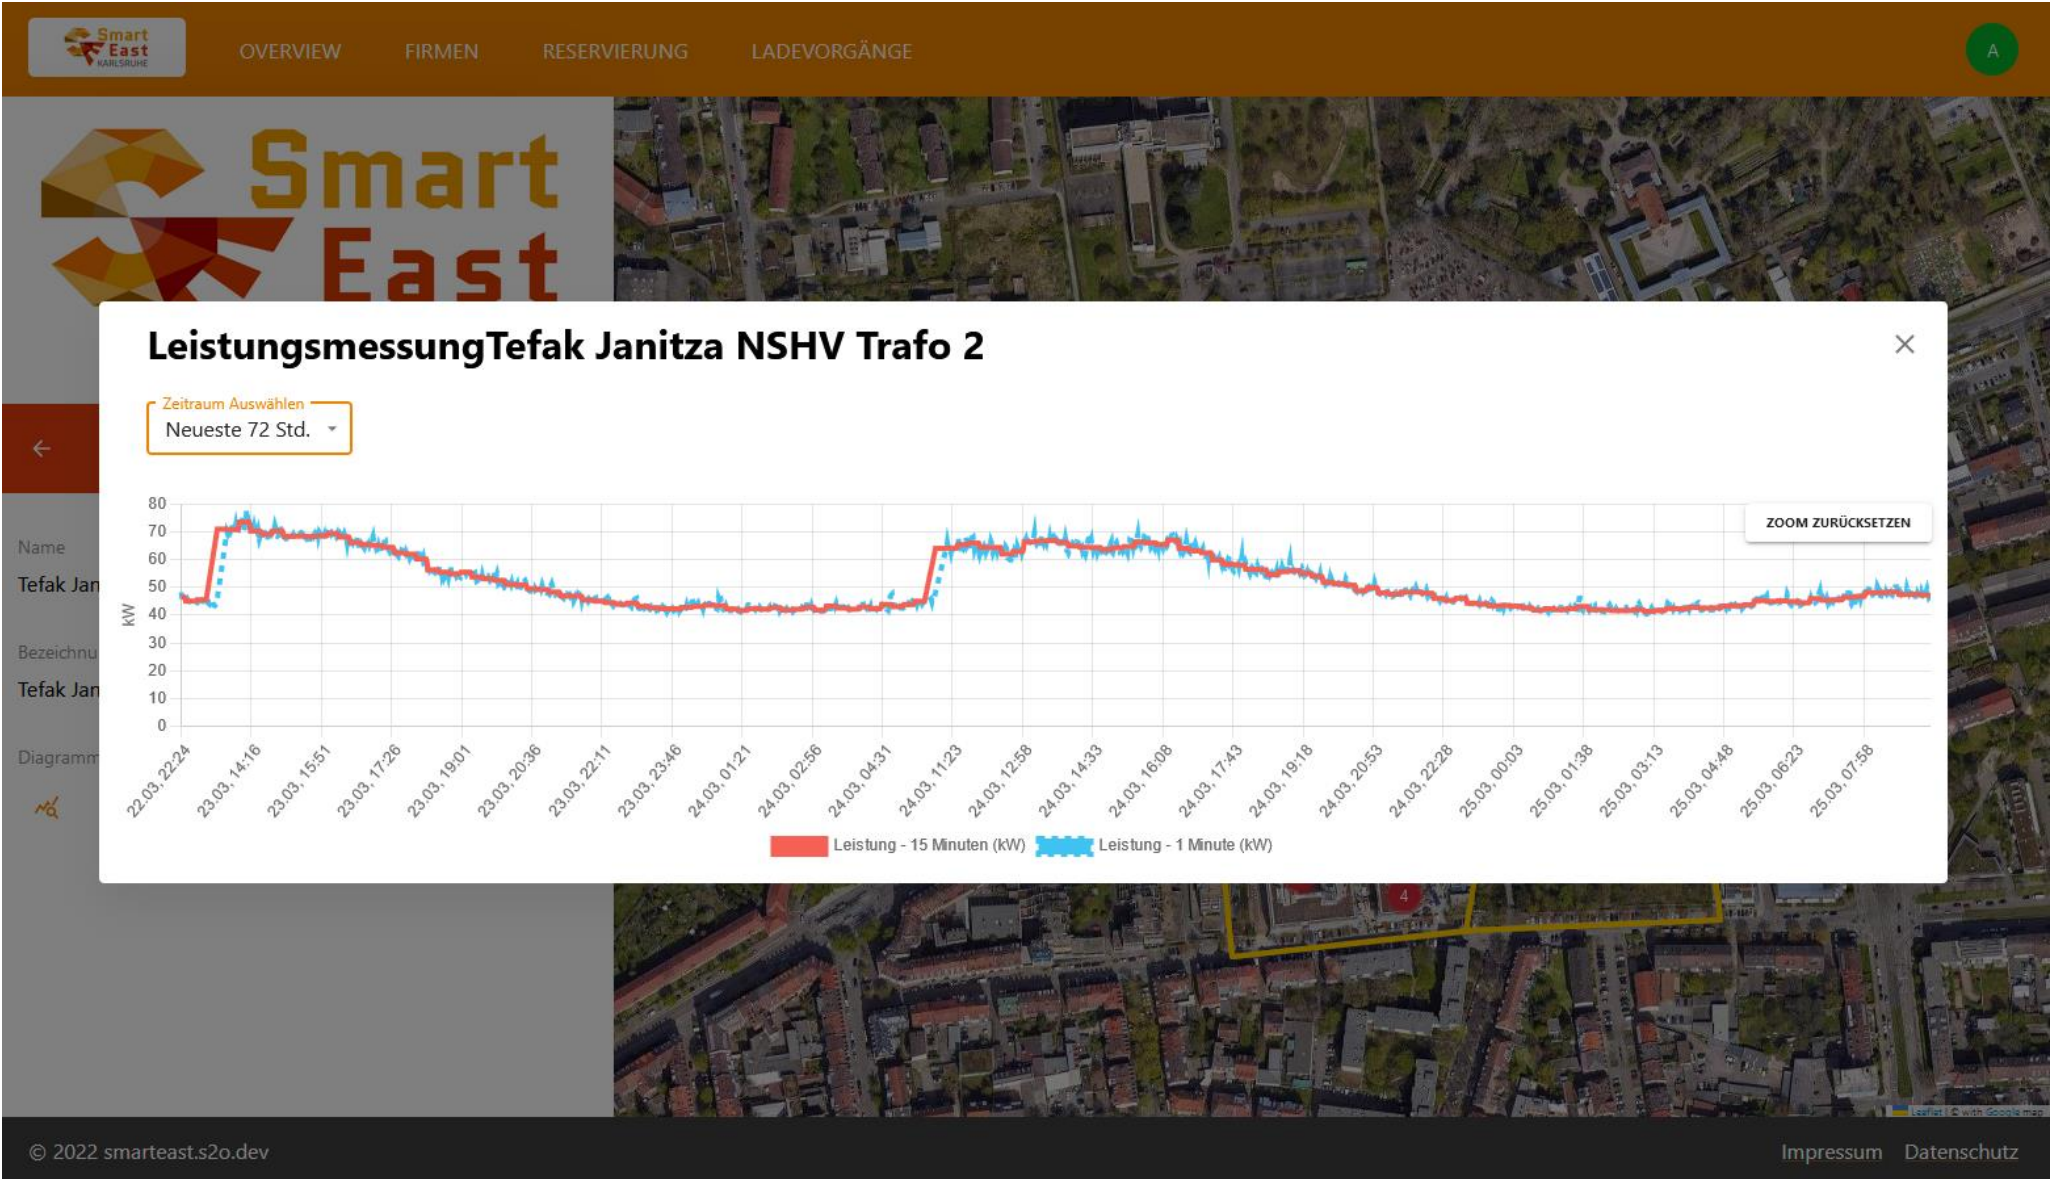 Smart
East
KARLSRUHE
OVERVIEW
FIRMEN
RESERVIERUNG
LADEVORGÄNGE
A
Smart
East
LeistungsmessungTefak Janitza NSHV Trafo 2
Zeitraum Auswählen
Neueste 72 Std.
ZOOM ZURÜCKSETZEN
Name
Tefak Jan
Bezeichnu
Tefak Jan
Diagramm
kW
80
70
60
50
40
30
20
10
0
22.03, 22:24
23.03, 14:16
23.03, 15:51
23.03, 17:26
23.03, 19:01
23.03, 20:36
23.03, 22:11
23.03, 23:46
24.03, 01:21
24.03, 02:56
24.03, 04:31
24.03, 11:23
24.03, 12:58
24.03, 14:33
24.03, 16:08
24.03, 17:43
24.03, 19:18
24.03, 20:53
24.03, 22:28
25.03, 00:03
25.03, 01:38
25.03, 03:13
25.03, 04:48
25.03, 06:23
25.03, 07:58
Leistung - 15 Minuten (kW)
Leistung - 1 Minute (kW)
4
Leaflet | © with Google map
© 2022 smarteast.s2o.dev
Impressum
Datenschutz